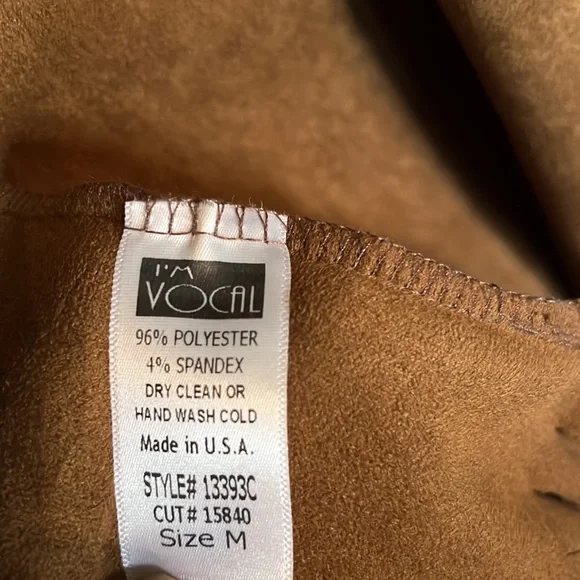 I'M
VOCAL
96% POLYESTER
4% SPANDEX
DRY CLEAN OR
HAND WASH COLD
Made in U.S.A.
STYLE# 13393C
CUT# 15840
Size M